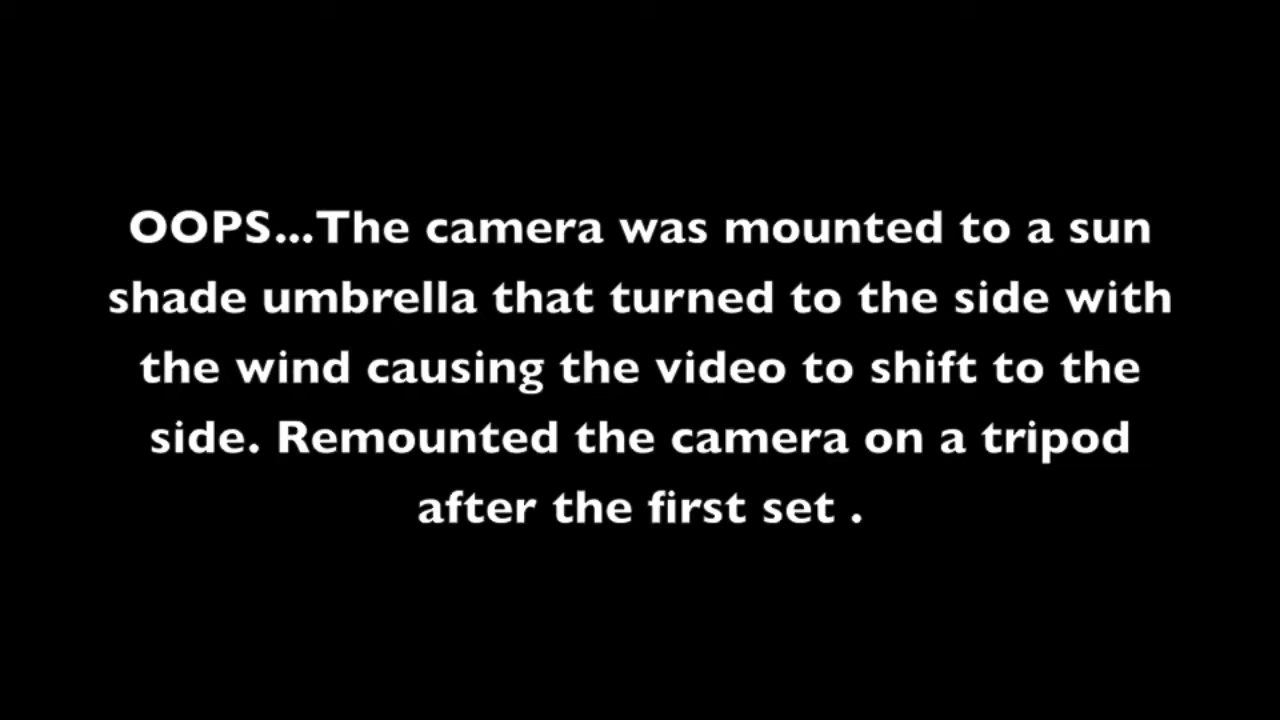 OOPS...The camera was mounted to a sun
shade umbrella that turned to the side with
the wind causing the video to shift to the
side. Remounted the camera on a tripod
after the first set .